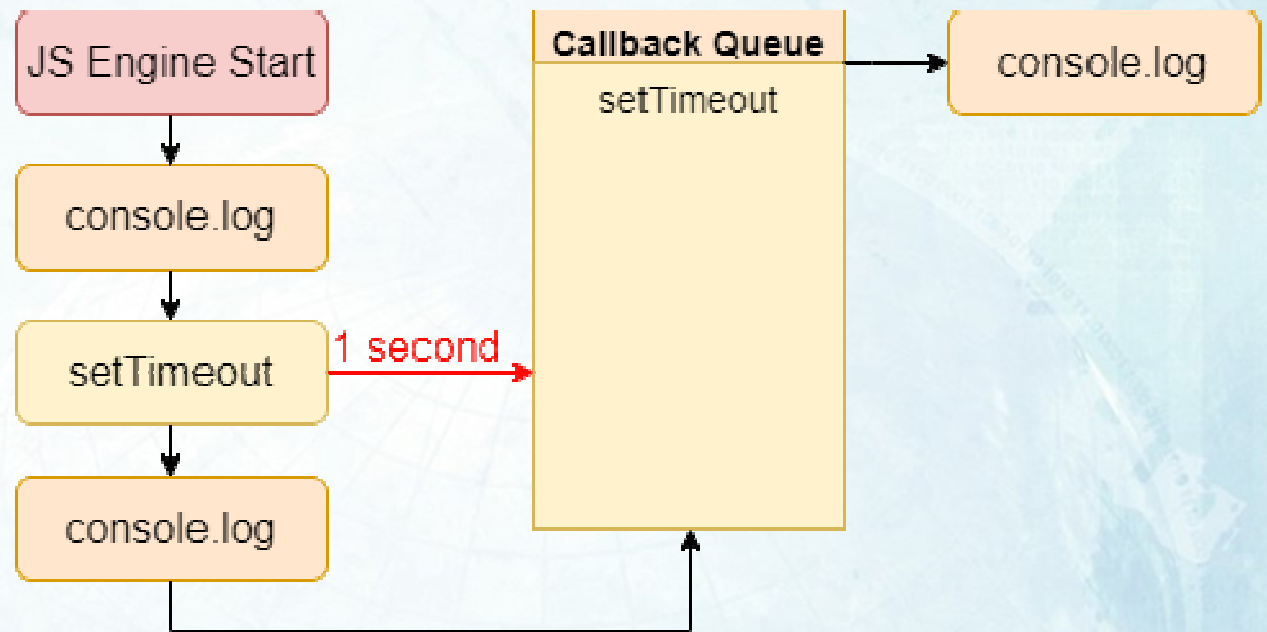 JS Engine Start
console.log
setTimeout
1 second
console.log
Callback Queue
setTimeout
console.log